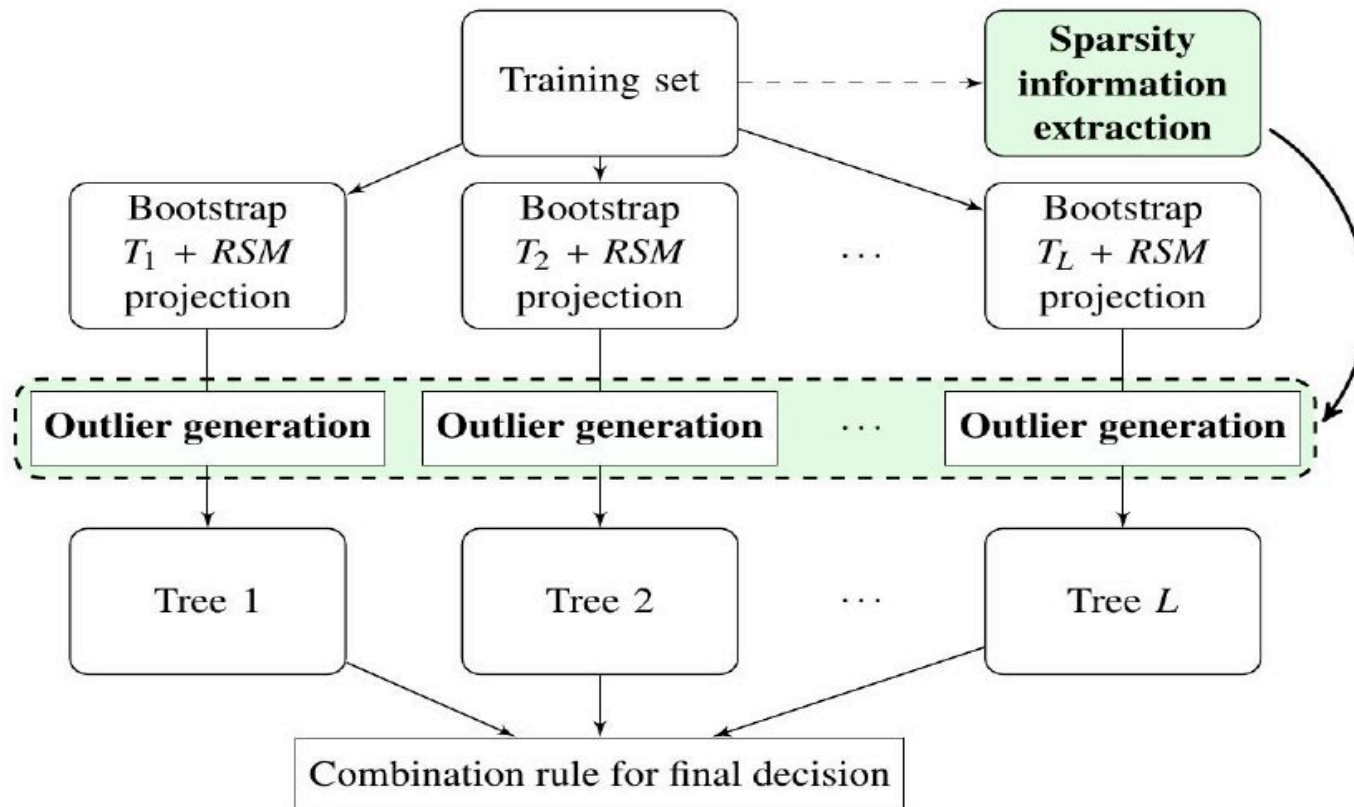 Training set
Sparsity
information
extraction
Bootstrap
T₁ + RSM
projection
Bootstrap
T₂ + RSM
projection
...
Bootstrap
T_L + RSM
projection
Outlier generation
Outlier generation
...
Outlier generation
Tree 1
Tree 2
...
Tree L
Combination rule for final decision